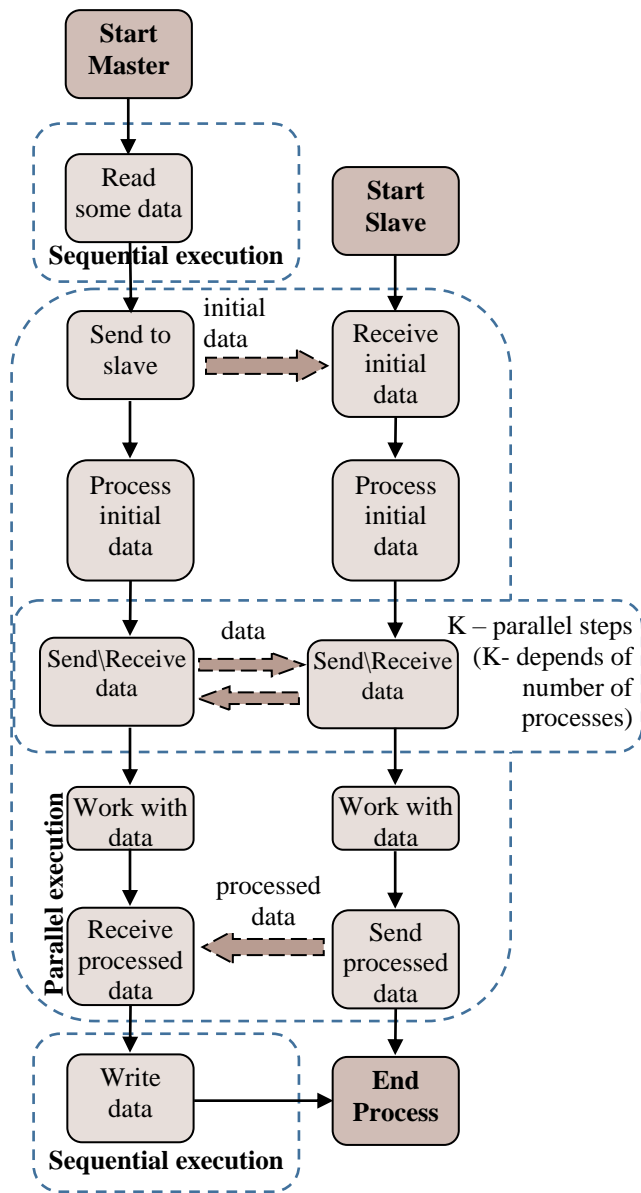 Start
Master
Read
some data
Sequential execution
Start
Slave
Send to
slave
initial
data
Receive
initial
data
Process
initial
data
Process
initial
data
Send\Receive
data
data
Send\Receive
data
K – parallel steps
(K- depends of
number of
processes)
Work with
data
Work with
data
Parallel execution
Receive
processed
data
processed
data
Send
processed
data
Write
data
Sequential execution
End
Process